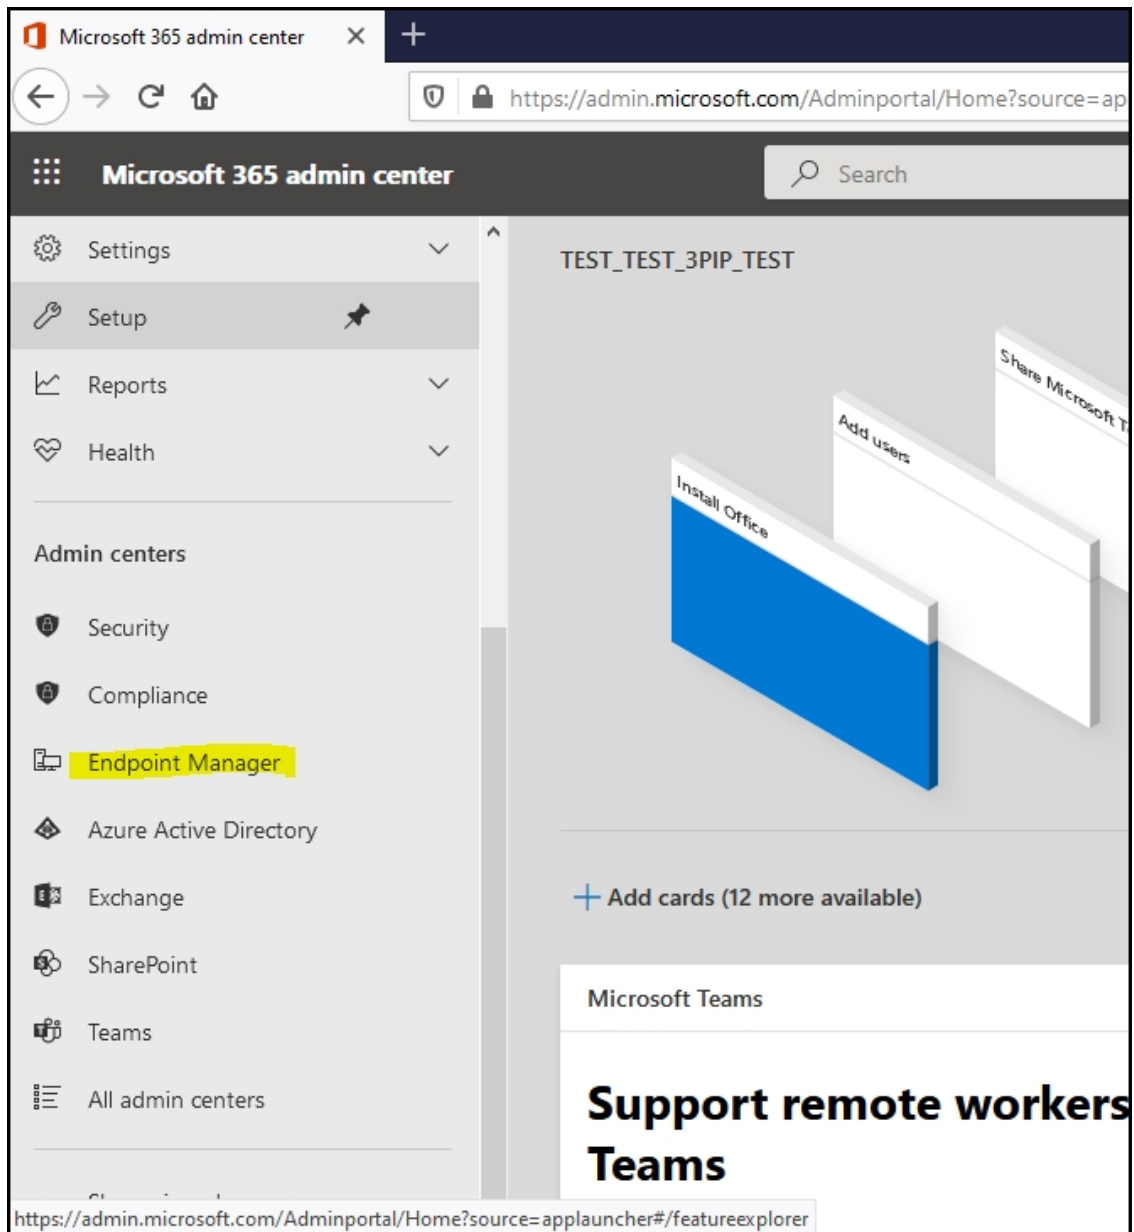 Microsoft 365 admin center
https://admin.microsoft.com/Adminportal/Home?source=ap
Microsoft 365 admin center
Search
Settings
Setup
Reports
Health
Admin centers
Security
Compliance
Endpoint Manager
Azure Active Directory
Exchange
SharePoint
Teams
All admin centers
TEST_TEST_3PIP_TEST
Install Office
Add users
Share Microsoft T
Add cards (12 more available)
Microsoft Teams
Support remote workers
Teams
https://admin.microsoft.com/Adminportal/Home?source=applauncher#/featureexplorer